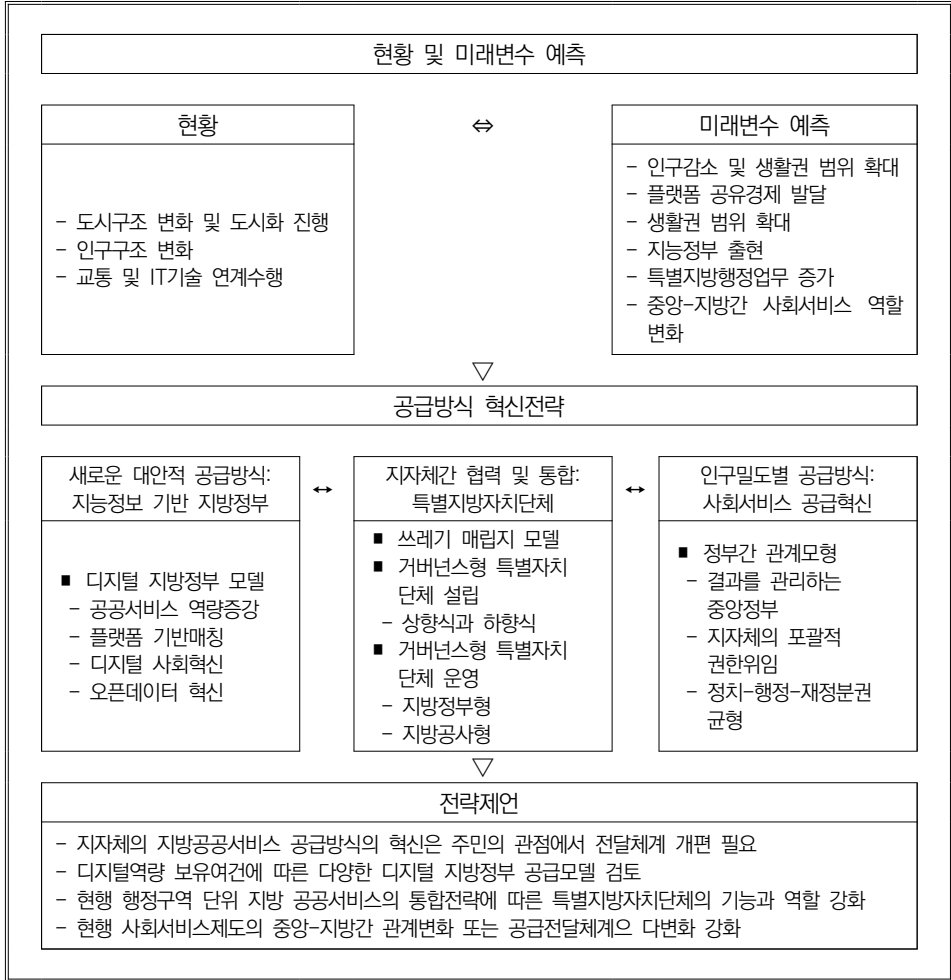 현황 및 미래변수 예측
현황
⇔
미래변수 예측
- 도시구조 변화 및 도시화 진행
- 인구구조 변화
- 교통 및 IT기술 연계수행
- 인구감소 및 생활권 범위 확대
- 플랫폼 공유경제 발달
- 생활권 범위 확대
- 지능정부 출현
- 특별지방행정업무 증가
- 중앙-지방간 사회서비스 역할
변화
▽
공급방식 혁신전략
새로운 대안적 공급방식:
지능정보 기반 지방정부
■ 디지털 지방정부 모델
- 공공서비스 역량증강
- 플랫폼 기반매칭
- 디지털 사회혁신
- 오픈데이터 혁신
↔
지자체간 협력 및 통합:
특별지방자치단체
■ 쓰레기 매립지 모델
■ 거버넌스형 특별자치
단체 설립
- 상향식과 하향식
■ 거버넌스형 특별자치
단체 운영
- 지방정부형
- 지방공사형
↔
인구밀도별 공급방식:
사회서비스 공급혁신
■ 정부간 관계모형
- 결과를 관리하는
중앙정부
- 지자체의 포괄적
권한위임
- 정치-행정-재정분권
균형
▽
전략제언
- 지자체의 지방공공서비스 공급방식의 혁신은 주민의 관점에서 전달체계 개편 필요
- 디지털역량 보유여건에 따른 다양한 디지털 지방정부 공급모델 검토
- 현행 행정구역 단위 지방 공공서비스의 통합전략에 따른 특별지방자치단체의 기능과 역할 강화
- 현행 사회서비스제도의 중앙-지방간 관계변화 또는 공급전달체계으 다변화 강화